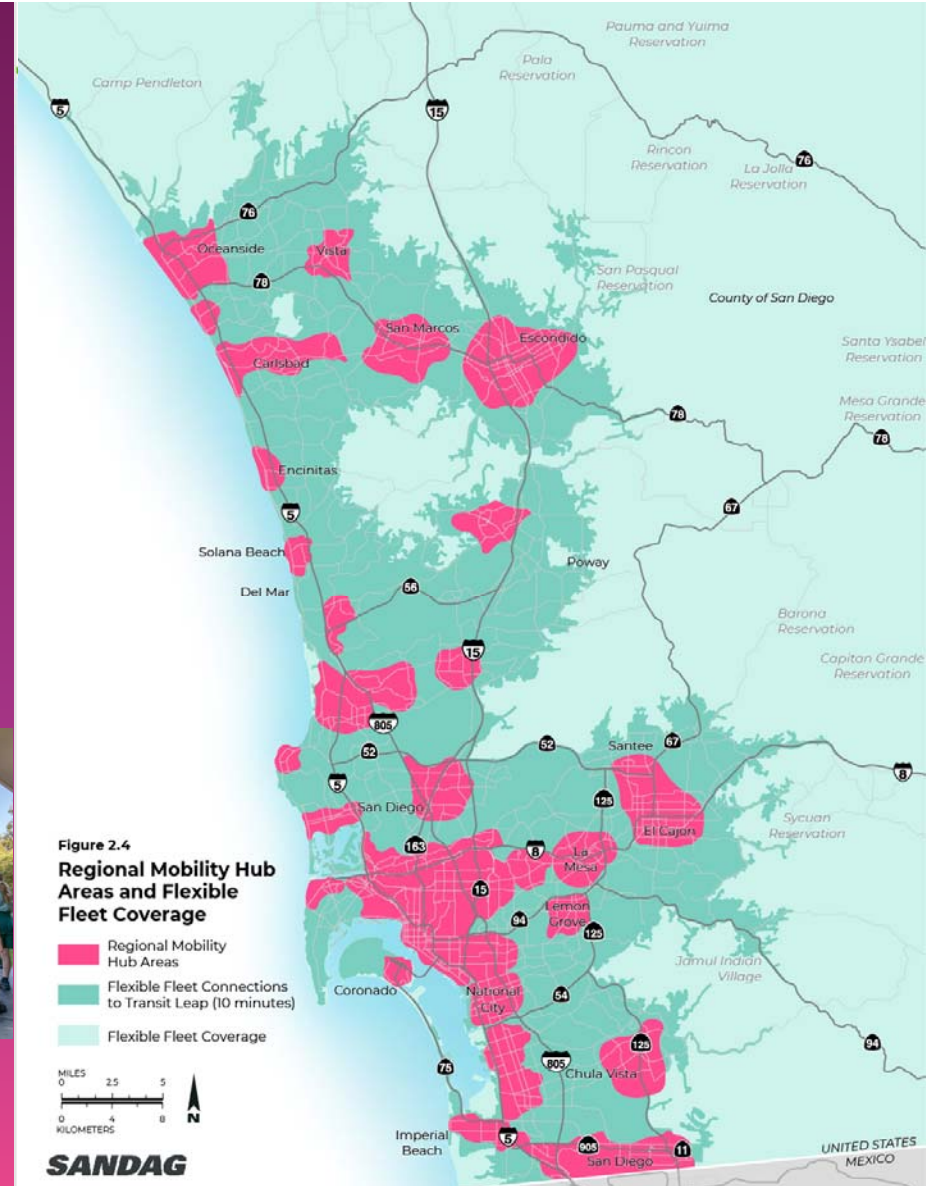 Pauma and Yuima
Reservation
Pala
Reservation
Camp Pendleton
5
15
Rincon
Reservation
La Jolla
Reservation
76
76
Oceanside
Vista
78
San Pasqual
Reservation
County of San Diego
San Marcos
Escondido
Carlsbad
Santa Ysabel
Reservation
Mesa Grande
Reservation
78
78
Encinitas
67
5
Solana Beach
Poway
Del Mar
56
Barona
Reservation
15
Capitan Grande
Reservation
805
52
52
Santee
67
8
5
125
San Diego
Sycuan
Reservation
El Cajon
163
8
La
Mesa
15
Lemon
Grove
94
125
Jamul Indian
Village
Coronado
National
City
54
125
94
805
Chula Vista
75
Imperial
Beach
5
905
San Diego
11
UNITED STATES
MEXICO
Figure 2.4
Regional Mobility Hub
Areas and Flexible
Fleet Coverage
Regional Mobility
Hub Areas
Flexible Fleet Connections
to Transit Leap (10 minutes)
Flexible Fleet Coverage
MILES
0 2.5 5
0 4 8
KILOMETERS
N
SANDAG